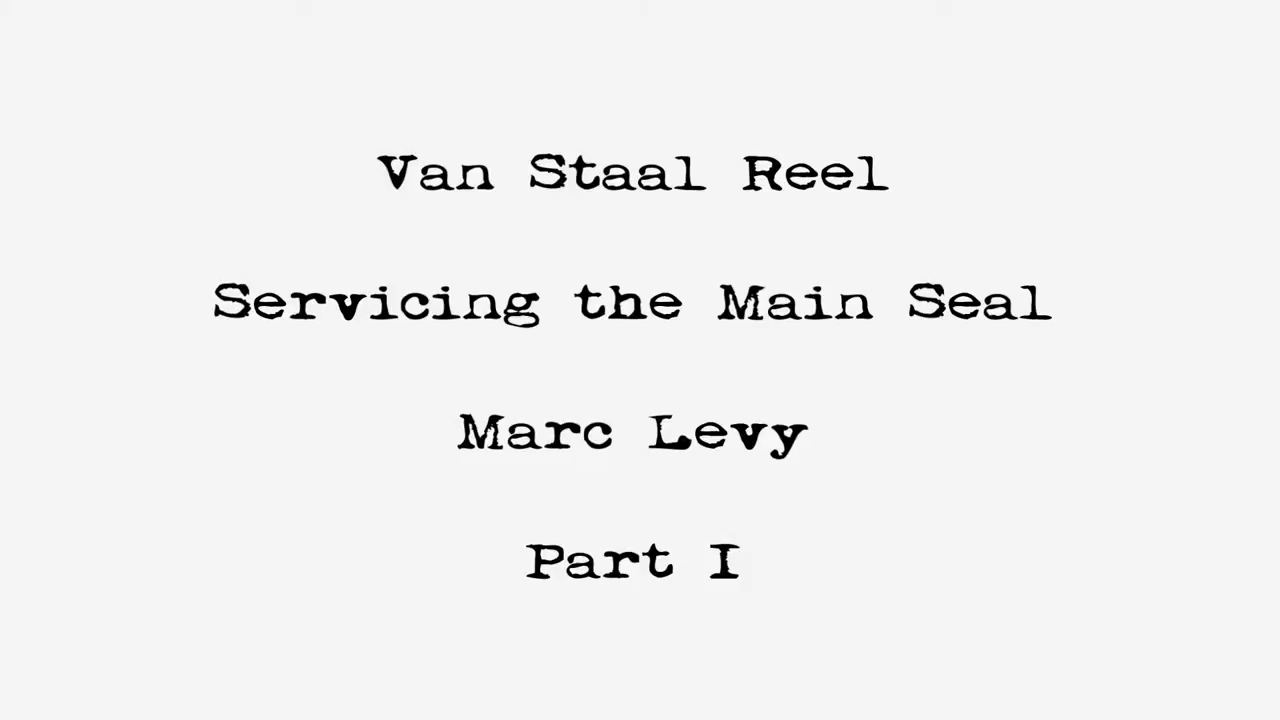 Van Staal Reel
Servicing the Main Seal
Marc Levy
Part I